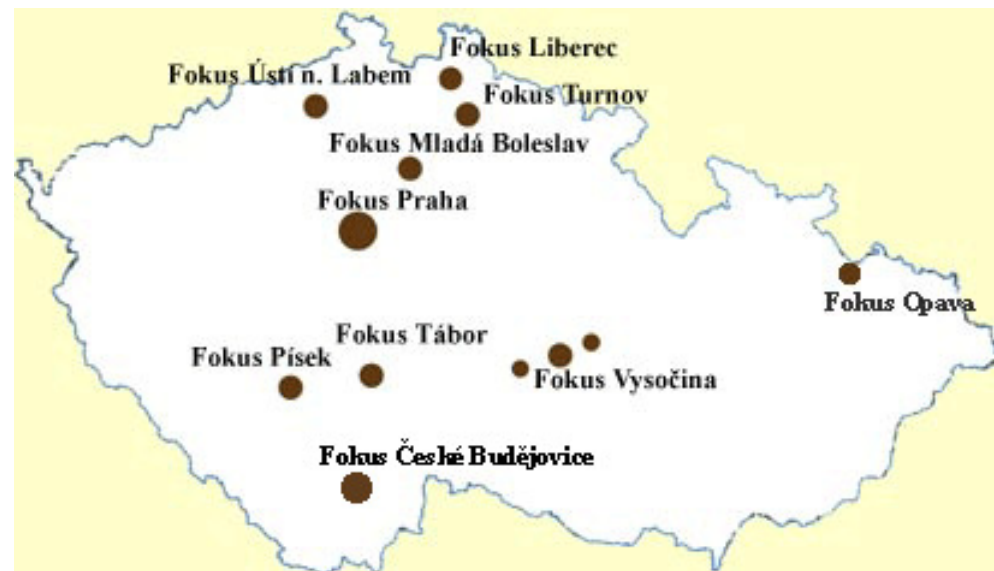 Fokus Liberec
Fokus Ústí n. Labem
Fokus Turnov
Fokus Mladá Boleslav
Fokus Praha
Fokus Opava
Fokus Tábor
Fokus Písek
Fokus Vysočina
Fokus České Budějovice